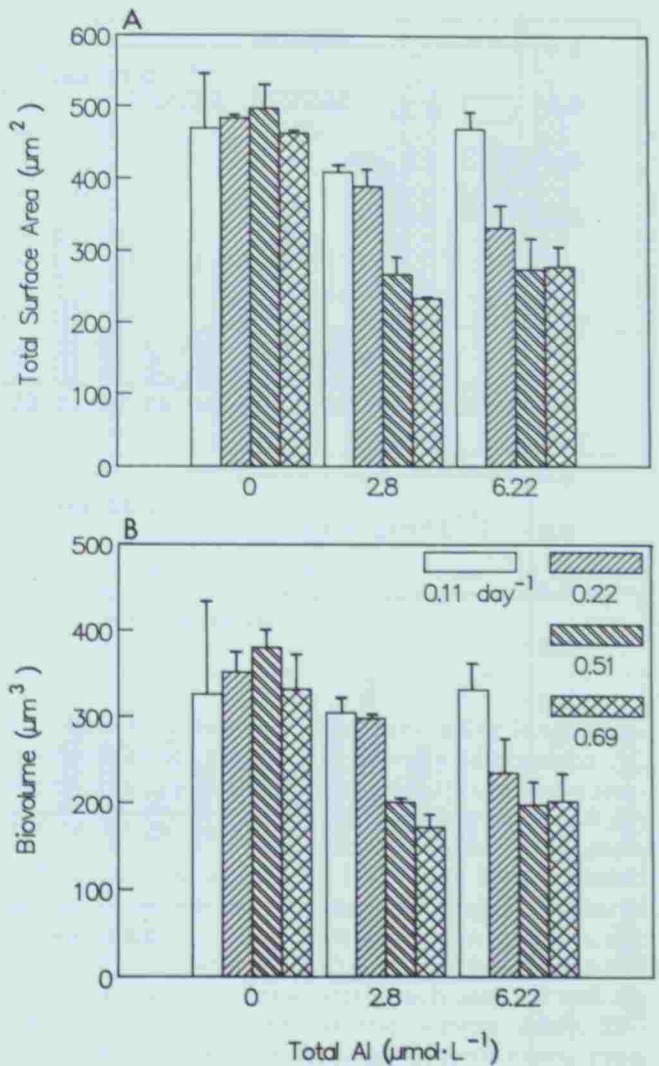 A
600
500
400
300
200
100
0
Total Surface Area (μm²)
0 2.8 6.22
B
500
400
300
200
100
0
Biovolume (μm³)
0.11 day⁻¹ 0.22
0.51
0.69
0 2.8 6.22
Total Al (μmol·L⁻¹)